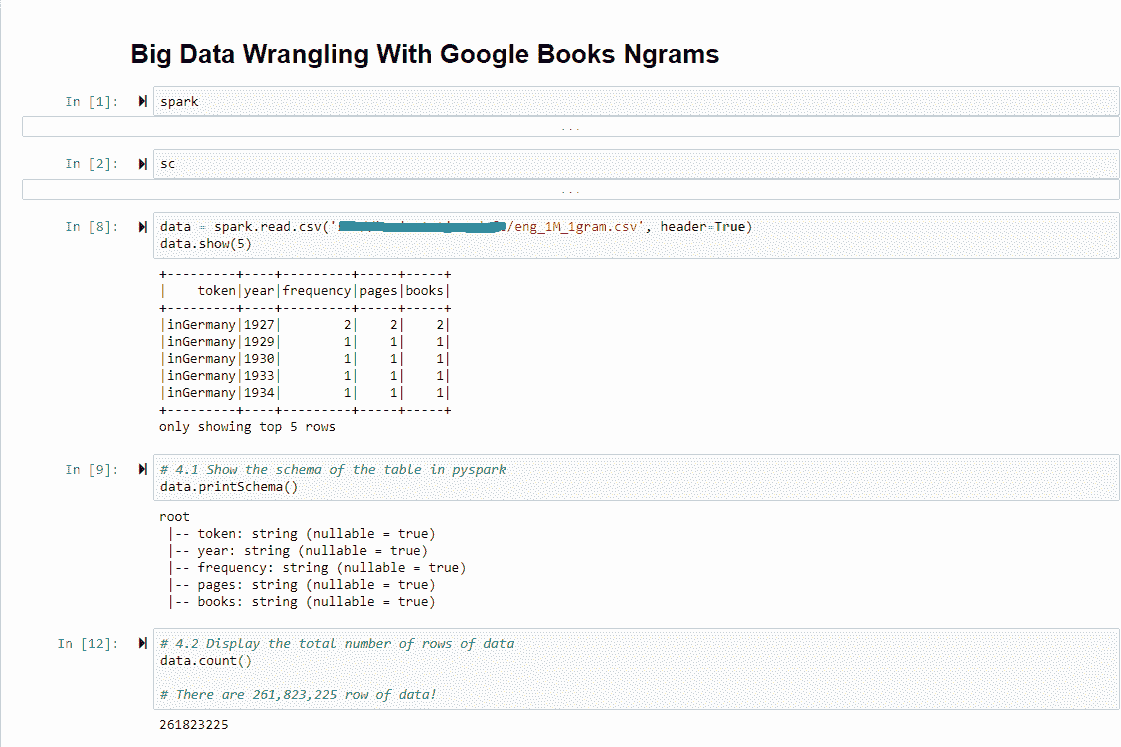 Big Data Wrangling With Google Books Ngrams
In [1]: spark
...
In [2]: sc
...
In [8]: data = spark.read.csv('/eng_1M_1gram.csv', header=True)
data.show(5)
+---------+----+---------+-----+-----+
|    token|year|frequency|pages|books|
+---------+----+---------+-----+-----+
|inGermany|1927|        2|    2|    2|
|inGermany|1929|        1|    1|    1|
|inGermany|1930|        1|    1|    1|
|inGermany|1933|        1|    1|    1|
|inGermany|1934|        1|    1|    1|
+---------+----+---------+-----+-----+
only showing top 5 rows
In [9]: # 4.1 Show the schema of the table in pyspark
data.printSchema()
root
 |-- token: string (nullable = true)
 |-- year: string (nullable = true)
 |-- frequency: string (nullable = true)
 |-- pages: string (nullable = true)
 |-- books: string (nullable = true)
In [12]: # 4.2 Display the total number of rows of data
data.count()
# There are 261,823,225 row of data!
261823225